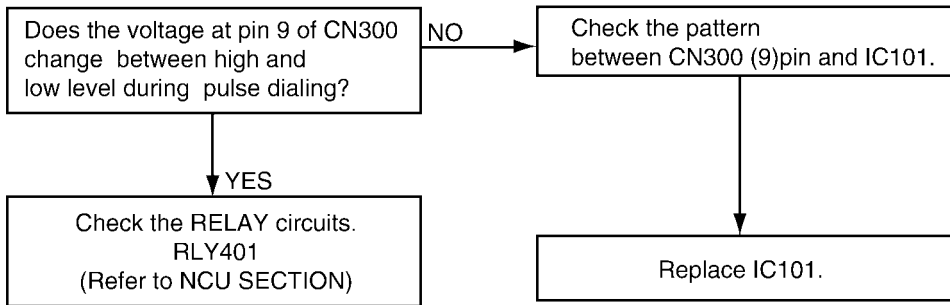 Does the voltage at pin 9 of CN300
change between high and
low level during pulse dialing?
NO
Check the pattern
between CN300 (9)pin and IC101.
YES
Check the RELAY circuits.
RLY401
(Refer to NCU SECTION)
Replace IC101.